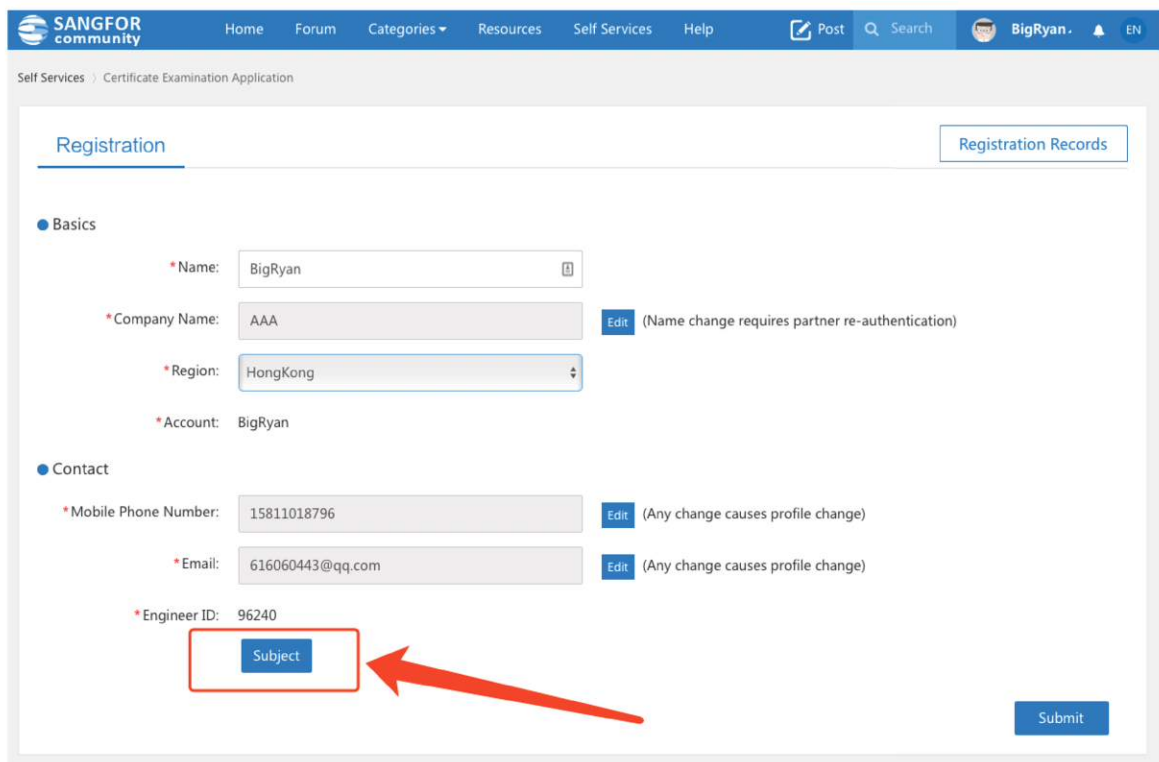 SANGFOR community Home Forum Categories Resources Self Services Help Post Search BigRyan EN
Self Services Certificate Examination Application
Registration Registration Records
Basics
*Name: BigRyan
*Company Name: AAA Edit (Name change requires partner re-authentication)
*Region: HongKong
*Account: BigRyan
Contact
*Mobile Phone Number: 15811018796 Edit (Any change causes profile change)
*Email: 616060443@qq.com Edit (Any change causes profile change)
*Engineer ID: 96240
Subject
Submit